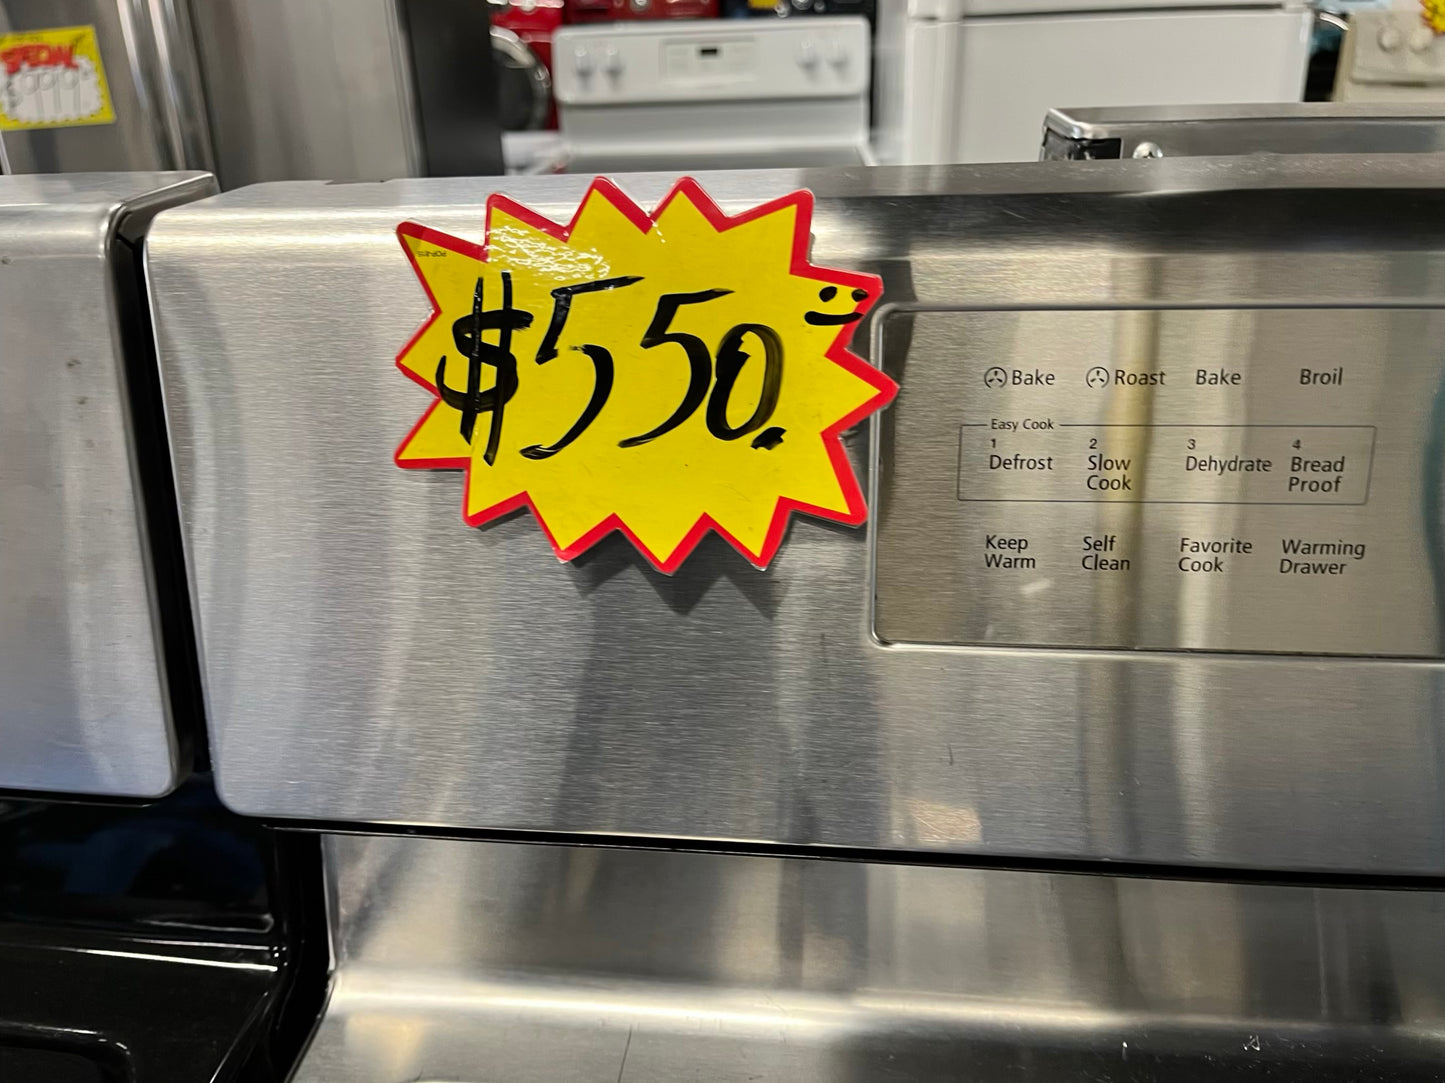 SPECIAL
$550.
Bake Roast Bake Broil
Easy Cook
1 2 3 4
Defrost Slow Cook Dehydrate Bread Proof
Keep Warm Self Clean Favorite Cook Warming Drawer